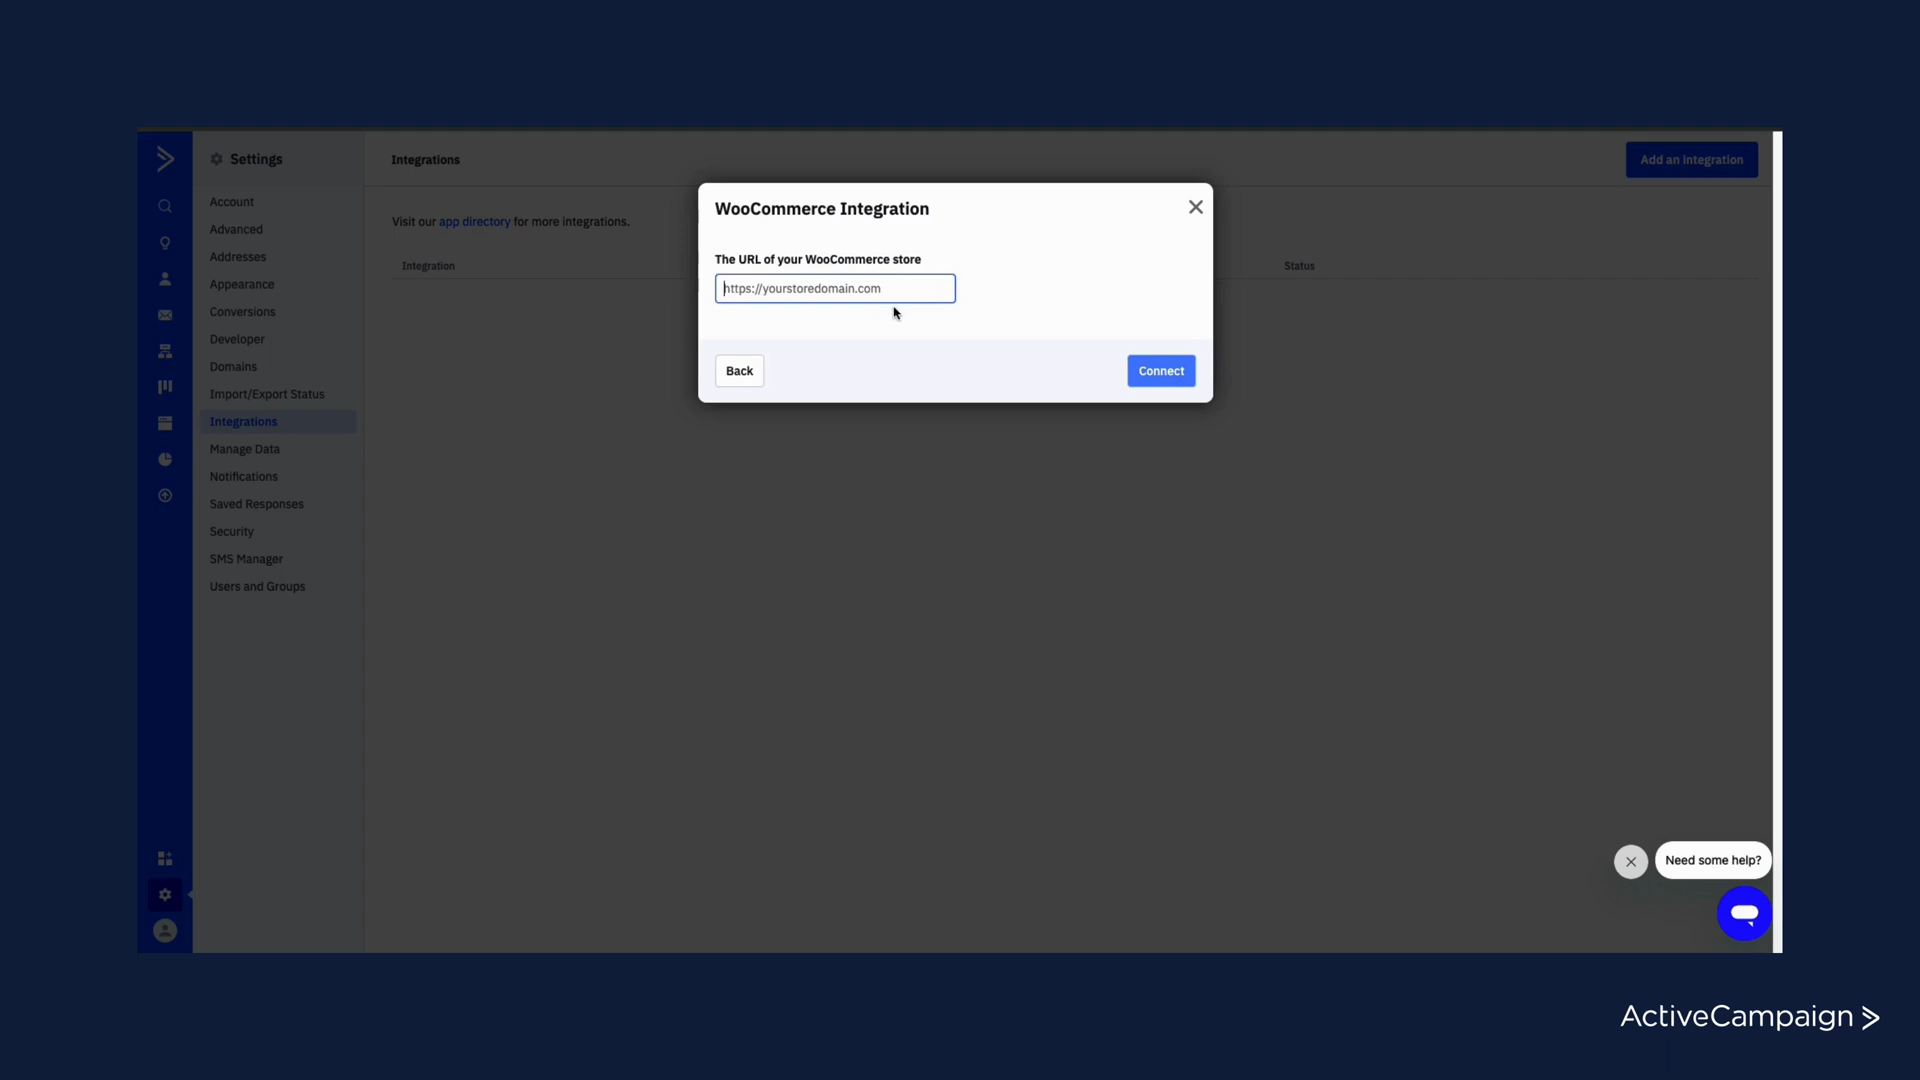 Settings
Account
Advanced
Addresses
Appearance
Conversions
Developer
Domains
Import/Export Status
Integrations
Manage Data
Notifications
Saved Responses
Security
SMS Manager
Users and Groups
Integrations
Add an integration
Visit our app directory for more integrations.
Integration
Status
WooCommerce Integration
The URL of your WooCommerce store
https://yourstoredomain.com
Back
Connect
Need some help?
ActiveCampaign